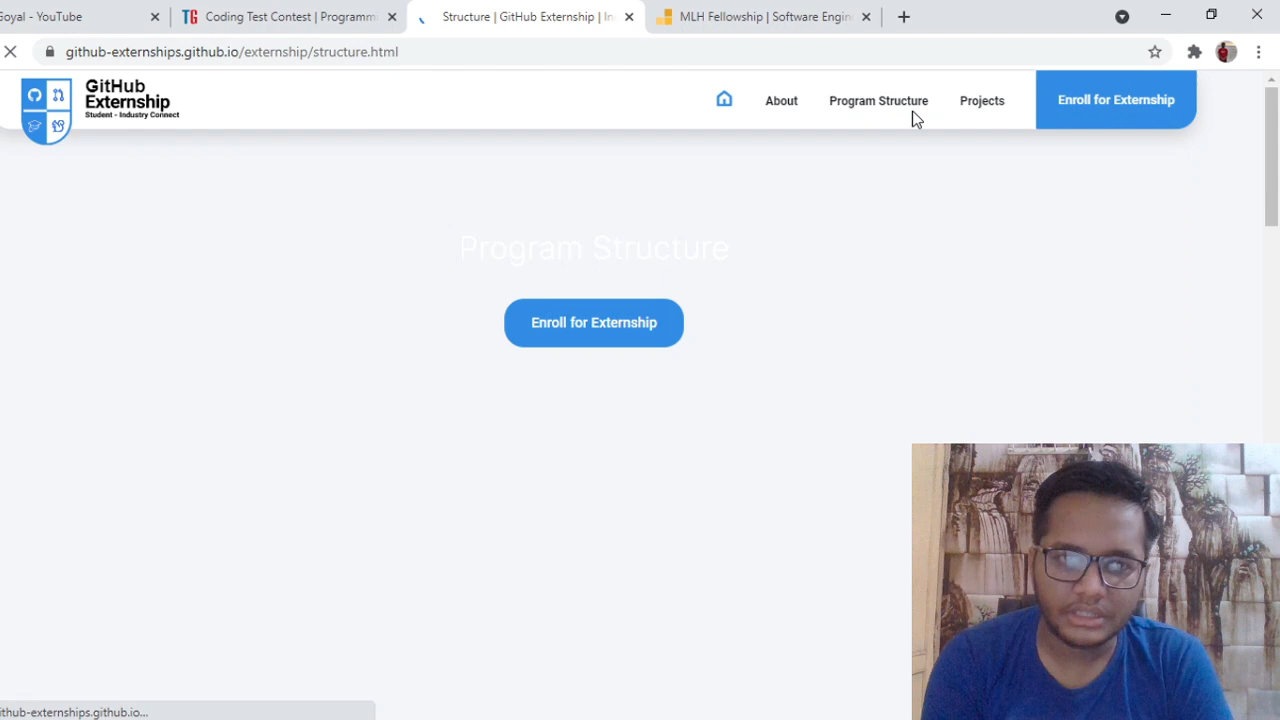 Goyal - YouTube
Coding Test Contest | Programmi
Structure | GitHub Externship | In
MLH Fellowship | Software Engin
github-externships.github.io/externship/structure.html
GitHub
Externship
Student - Industry Connect
About
Program Structure
Projects
Enroll for Externship
Program Structure
Enroll for Externship
ithub-externships.github.io...